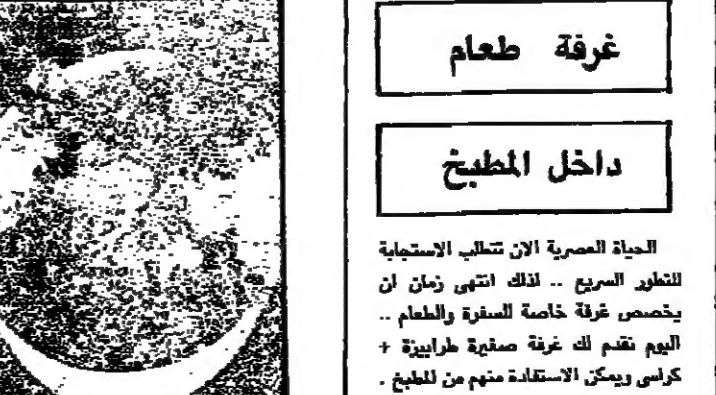 غرفة طعام
داخل المطبخ
الحياة العصرية الان تتطلب الاستجابة
للتطور السريع .. لذلك انتهى زمان ان
يخصص غرفة خاصة للسفرة والطعام ..
اليوم نقدم لك غرفة صغيرة طرابيزة +
كراسى ويمكن الاستفادة منهم من للطبخ .